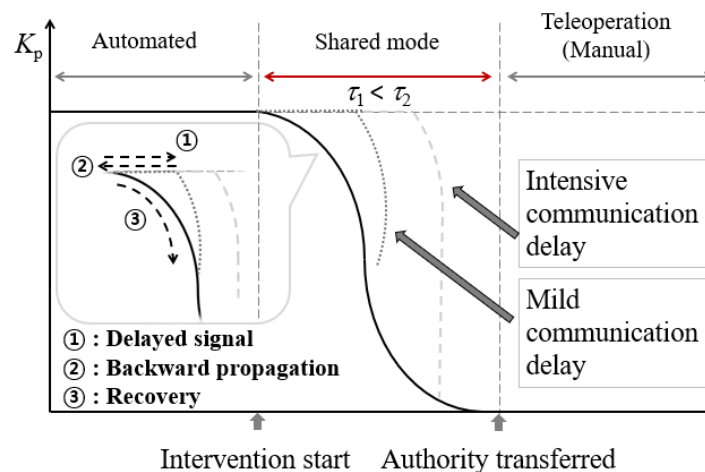 Teleoperation
(Manual)
Automated
Shared mode
Kp
τ1 < τ2
①
②
③
Intensive
communication
delay
Mild
communication
delay
① : Delayed signal
② : Backward propagation
③ : Recovery
Intervention start
Authority transferred